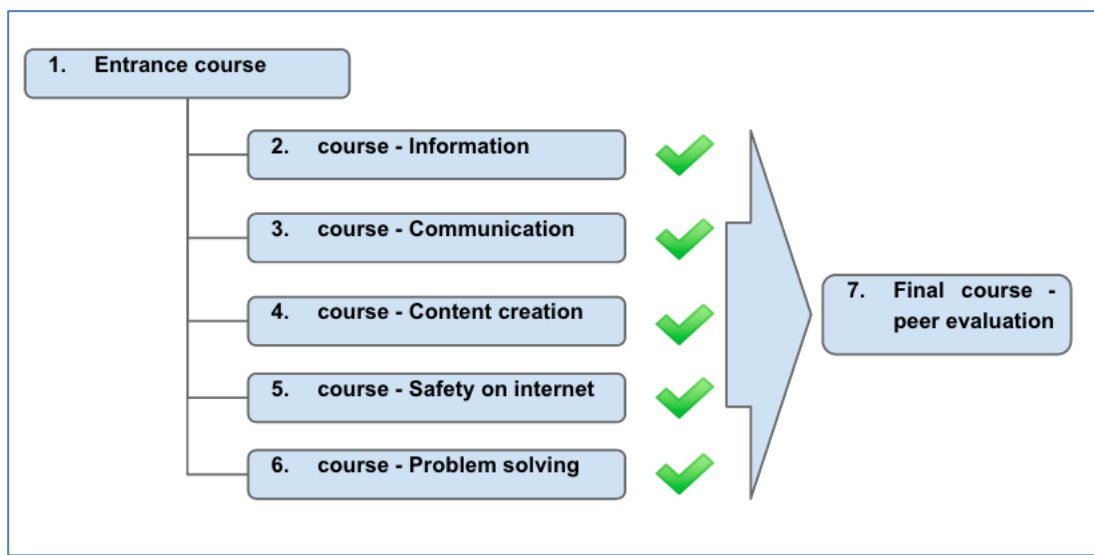 1. Entrance course
2. course - Information
3. course - Communication
4. course - Content creation
5. course - Safety on internet
6. course - Problem solving
7. Final course -
peer evaluation